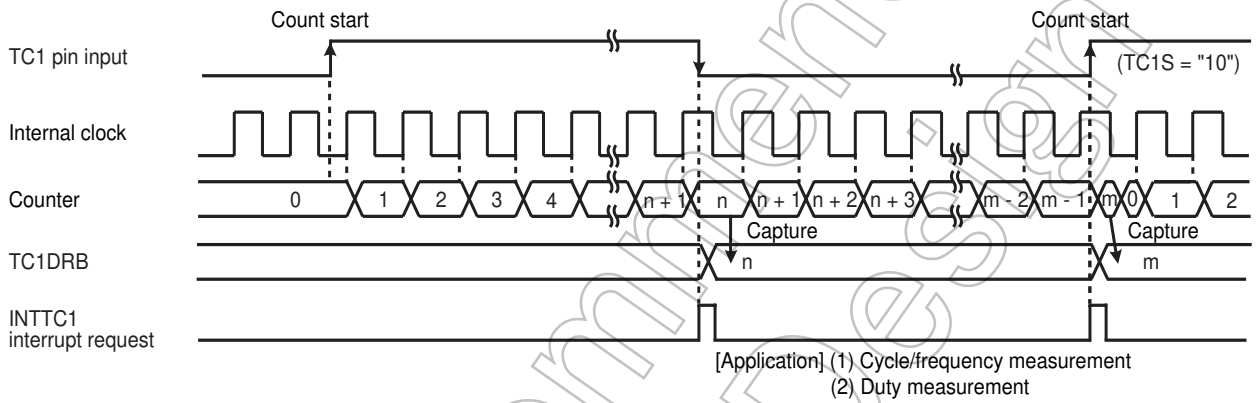 Count start Count start
TC1 pin input
(TC1S = "10")
Internal clock
Counter 0 1 2 3 4 n + 1 n n + 1 n + 2 n + 3 m - 2 m - 1 m 0 1 2
Capture Capture
TC1DRB n m
INTTC1
interrupt request
[Application] (1) Cycle/frequency measurement
(2) Duty measurement